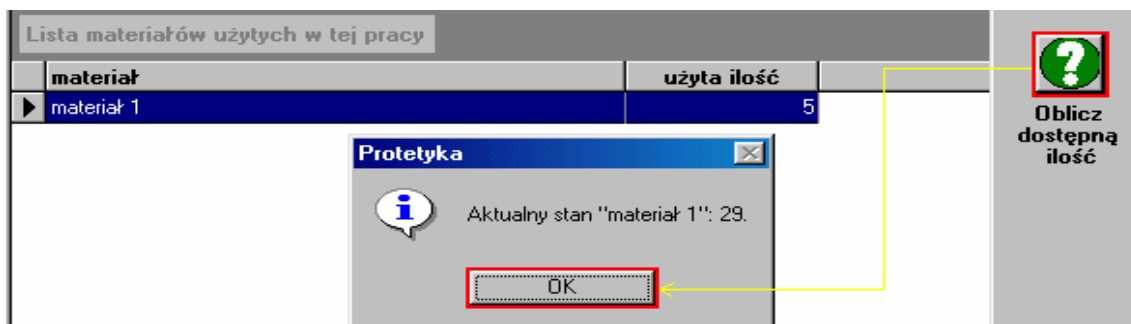 Lista materiałów użytych w tej pracy
materiał użyta ilość
materiał 1 5
Oblicz
dostępną
ilość
Protetyka
Aktualny stan "materiał 1": 29.
OK